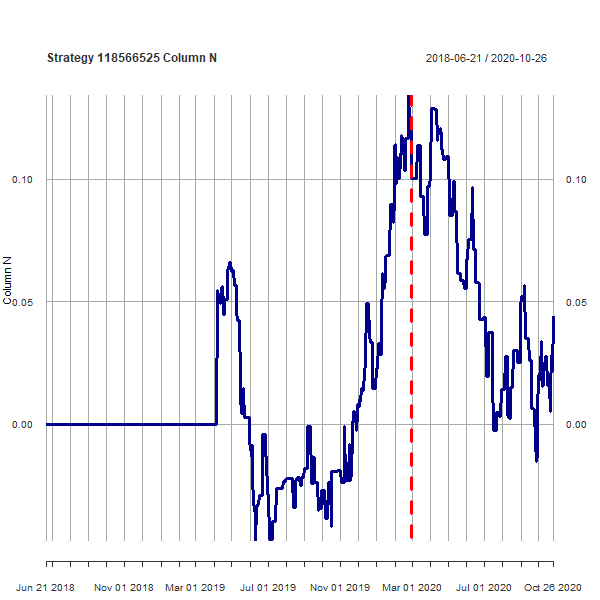 Strategy 118566525 Column N
2018-06-21 / 2020-10-26
0.10
0.10
Column N
0.05
0.05
0.00
0.00
Jun 21 2018
Nov 01 2018
Mar 01 2019
Jul 01 2019
Nov 01 2019
Mar 01 2020
Jul 01 2020
Oct 26 2020